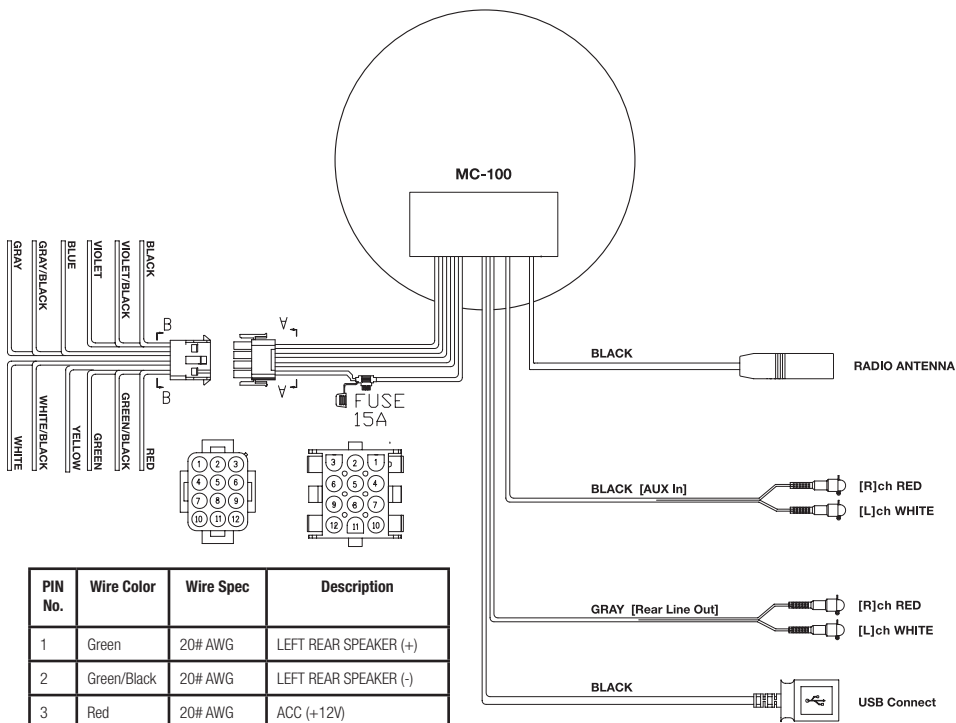 MC-100
GRAY
GRAY/BLACK
BLUE
VIOLET
VIOLET/BLACK
BLACK
B
A
B
A
FUSE
15A
WHITE
WHITE/BLACK
YELLOW
GREEN
GREEN/BLACK
RED
BLACK
RADIO ANTENNA
BLACK [AUX In]
[R]ch RED
[L]ch WHITE
GRAY [Rear Line Out]
[R]ch RED
[L]ch WHITE
BLACK
USB Connect
1 2 3
4 5 6
7 8 9
10 11 12
3 2 1
6 5 4
9 8 7
12 11 10
PIN No. Wire Color Wire Spec Description
1 Green 20# AWG LEFT REAR SPEAKER (+)
2 Green/Black 20# AWG LEFT REAR SPEAKER (-)
3 Red 20# AWG ACC (+12V)